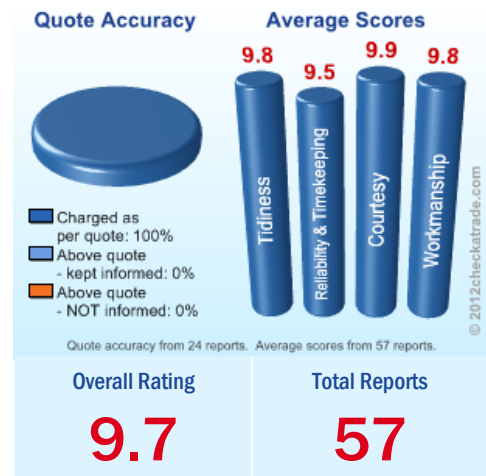 Quote Accuracy
Charged as
per quote: 100%
Above quote
- kept informed: 0%
Above quote
- NOT informed: 0%
Average Scores
9.8
9.5
9.9
9.8
Tidiness
Reliability & Timekeeping
Courtesy
Workmanship
© 2012checkatrade.com
Quote accuracy from 24 reports. Average scores from 57 reports.
Overall Rating
9.7
Total Reports
57